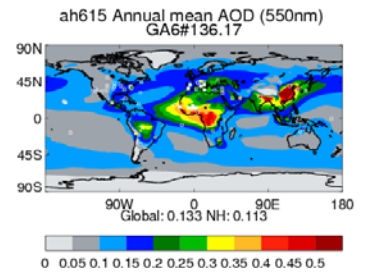 ah615 Annual mean AOD (550nm)
GA6#136.17
90N
45N
0
45S
90S
90W 0 90E 180
Global: 0.133 NH: 0.113
0 0.05 0.1 0.15 0.2 0.25 0.3 0.35 0.4 0.45 0.5